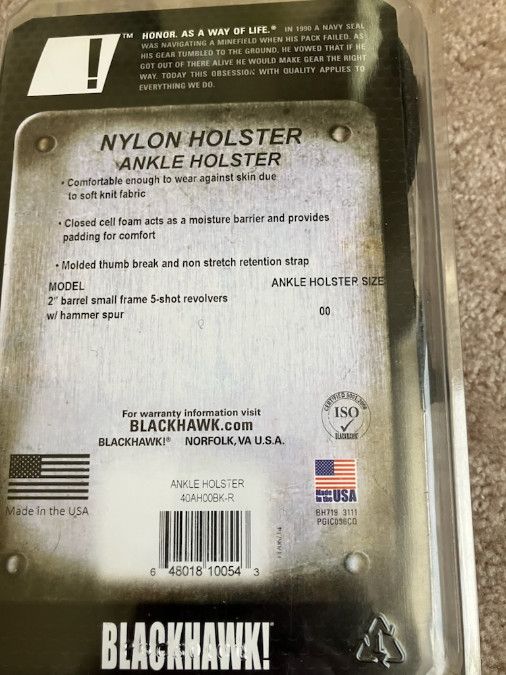 ™ HONOR. AS A WAY OF LIFE.® IN 1990 A NAVY SEAL
WAS NAVIGATING A MINEFIELD WHEN HIS PACK FAILED. AS
HIS GEAR TUMBLED TO THE GROUND, HE VOWED THAT IF HE
GOT OUT OF THERE ALIVE HE WOULD MAKE GEAR THE RIGHT
WAY. TODAY THIS OBSESSION WITH QUALITY APPLIES TO
EVERYTHING WE DO.
NYLON HOLSTER
ANKLE HOLSTER
• Comfortable enough to wear against skin due
to soft knit fabric
• Closed cell foam acts as a moisture barrier and provides
padding for comfort
• Molded thumb break and non stretch retention strap
MODEL ANKLE HOLSTER SIZE
2" barrel small frame 5-shot revolvers
w/ hammer spur 00
For warranty information visit
BLACKHAWK.com
BLACKHAWK!® NORFOLK, VA U.S.A.
ISO
BLACKHAWK!
Made in the USA
ANKLE HOLSTER
40AH00BK-R
6 48018 10054 3
Made in the USA
BH719 3111
BLACKHAWK!
1